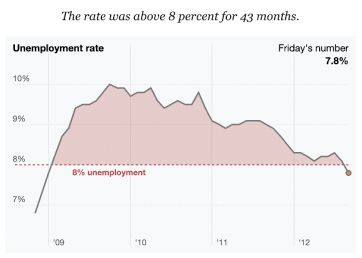 The rate was above 8 percent for 43 months.
Unemployment rate
Friday's number
7.8%
10%
9%
8%
8% unemployment
7%
'09
'10
'11
'12